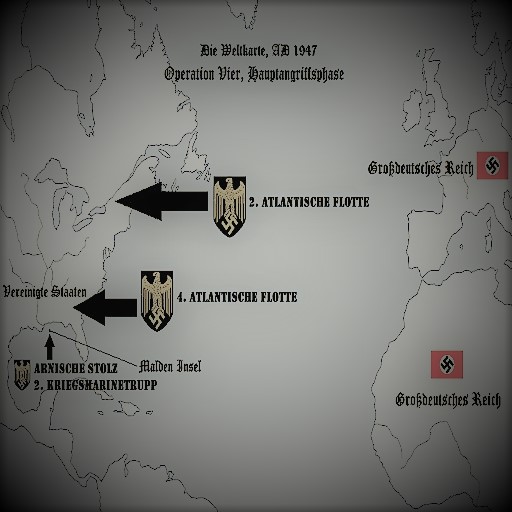 Die Weltkarte, AD 1947
Operation Vier, Hauptangriffsphase
Großdeutsches Reich
2. ATLANTISCHE FLOTTE
Vereinigte Staaten
4. ATLANTISCHE FLOTTE
Malden Insel
ARNISCHE STOLZ
2. KRIEGSMARINETRUPP
Großdeutsches Reich